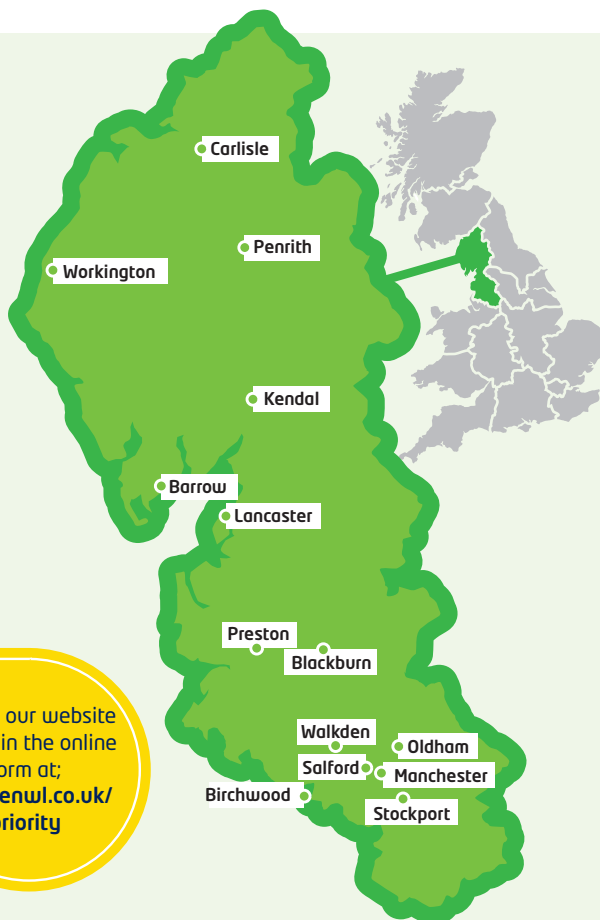 Carlisle
Penrith
Workington
Kendal
Barrow
Lancaster
Preston
Blackburn
Walkden
Oldham
Salford
Manchester
Birchwood
Stockport
our website
in the online
orm at;
enwl.co.uk/
riority